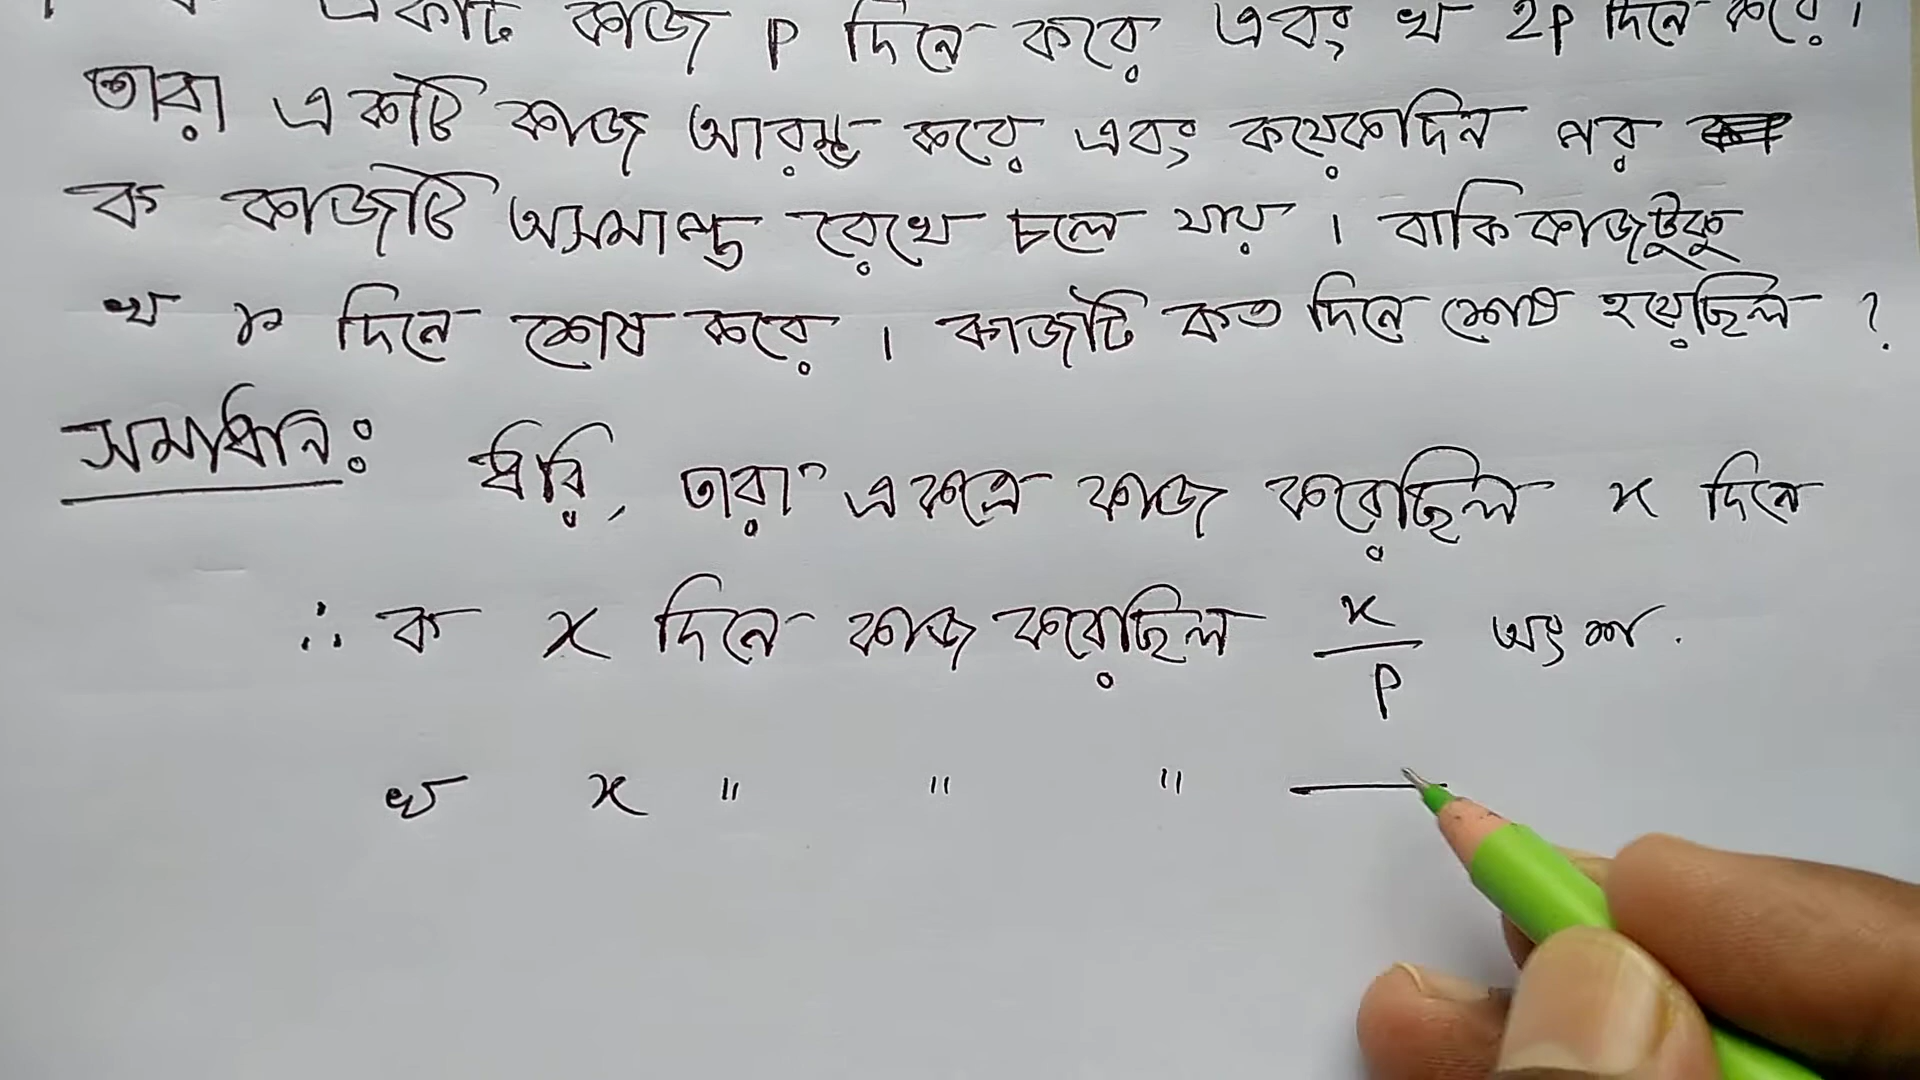 একটি কাজ P দিনে করে এবং খ 2P দিনে করে।
তারা একটি কাজ আরম্ভ করে এবং কয়েকদিন পর
ক কাজটি অসমাপ্ত রেখে চলে যায়। বাকি কাজটুকু
খ r দিনে শেষ করে। কাজটি কত দিনে শেষ হয়েছিল?
সমাধান: ধরি, তারা একত্রে কাজ করেছিল x দিনে
∴ ক x দিনে কাজ করেছিল x/P অংশ.
খ x " " "